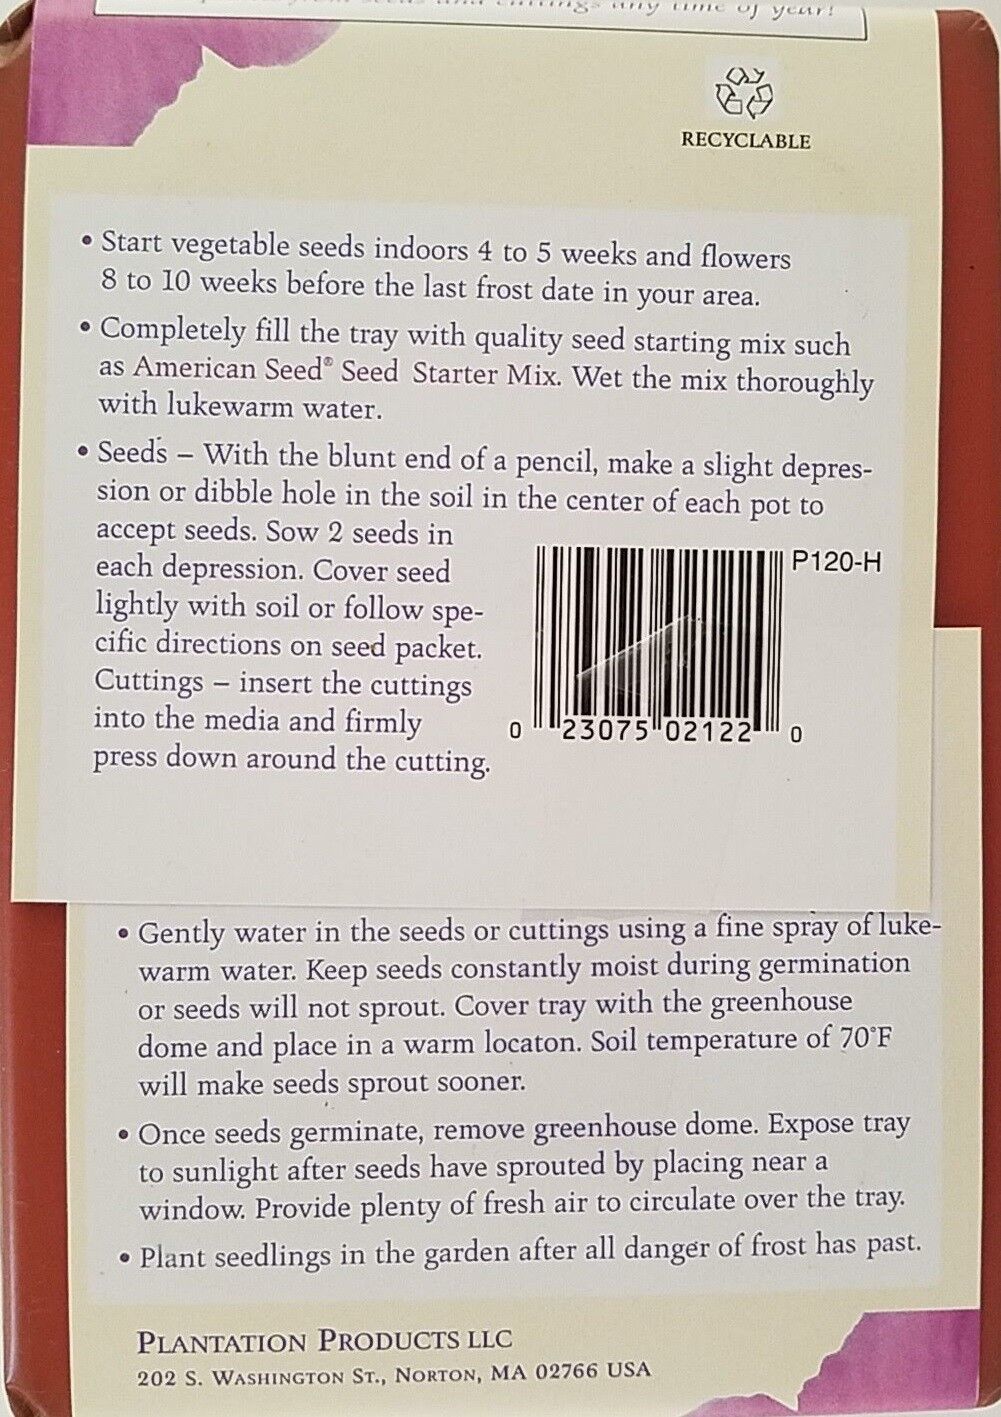 seeds and cuttings any time of year!
RECYCLABLE
• Start vegetable seeds indoors 4 to 5 weeks and flowers
8 to 10 weeks before the last frost date in your area.
• Completely fill the tray with quality seed starting mix such
as American Seed® Seed Starter Mix. Wet the mix thoroughly
with lukewarm water.
• Seeds – With the blunt end of a pencil, make a slight depres-
sion or dibble hole in the soil in the center of each pot to
accept seeds. Sow 2 seeds in
each depression. Cover seed
lightly with soil or follow spe-
cific directions on seed packet.
Cuttings – insert the cuttings
into the media and firmly
press down around the cutting.
P120-H
0 23075 02122 0
• Gently water in the seeds or cuttings using a fine spray of luke-
warm water. Keep seeds constantly moist during germination
or seeds will not sprout. Cover tray with the greenhouse
dome and place in a warm locaton. Soil temperature of 70°F
will make seeds sprout sooner.
• Once seeds germinate, remove greenhouse dome. Expose tray
to sunlight after seeds have sprouted by placing near a
window. Provide plenty of fresh air to circulate over the tray.
• Plant seedlings in the garden after all danger of frost has past.
PLANTATION PRODUCTS LLC
202 S. WASHINGTON ST., NORTON, MA 02766 USA